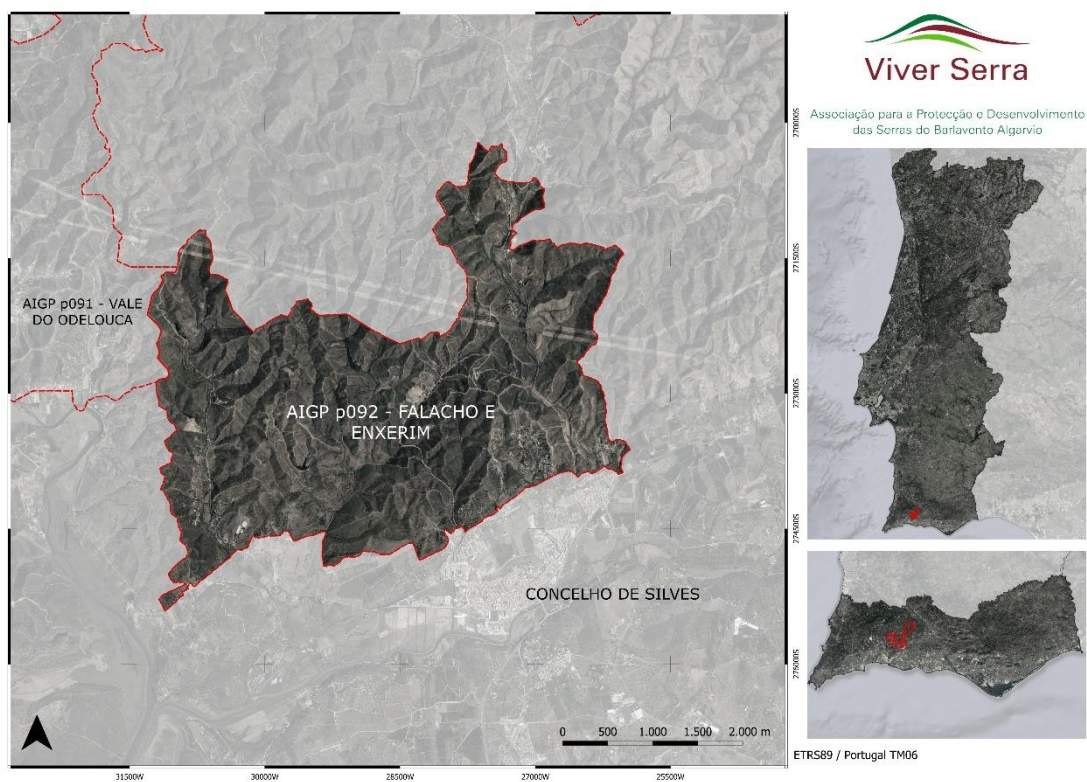 Viver Serra
Associação para a Protecção e Desenvolvimento
das Serras do Barlavento Algarvio
AIGP p091 - VALE
DO ODELOUCA
AIGP p092 - FALACHO E
ENXERIM
CONCELHO DE SILVES
0 500 1.000 1.500 2.000 m
270000S
271500S
273000S
274500S
276000S
31500W 30000W 28500W 27000W 25500W
ETRS89 / Portugal TM06